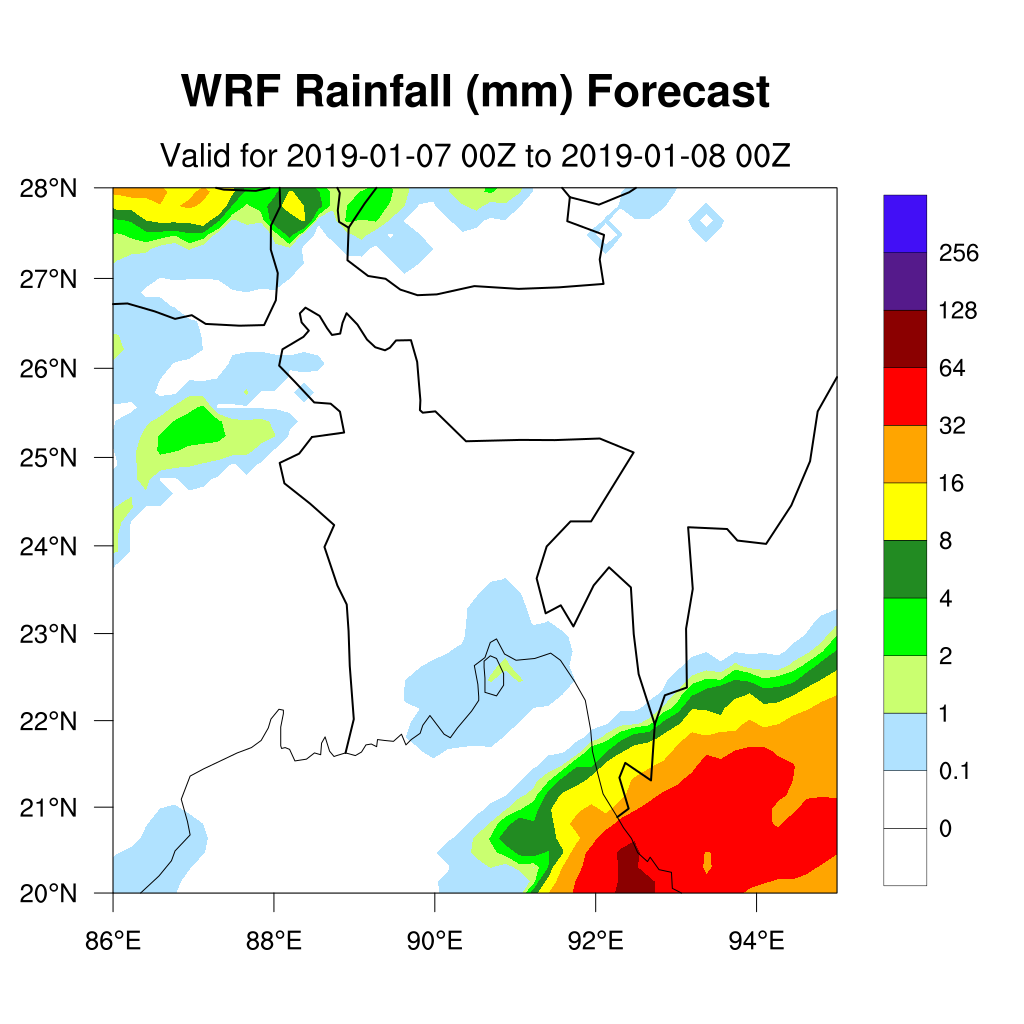 WRF Rainfall (mm) Forecast
Valid for 2019-01-07 00Z to 2019-01-08 00Z
28°N
27°N
26°N
25°N
24°N
23°N
22°N
21°N
20°N
86°E 88°E 90°E 92°E 94°E
256
128
64
32
16
8
4
2
1
0.1
0